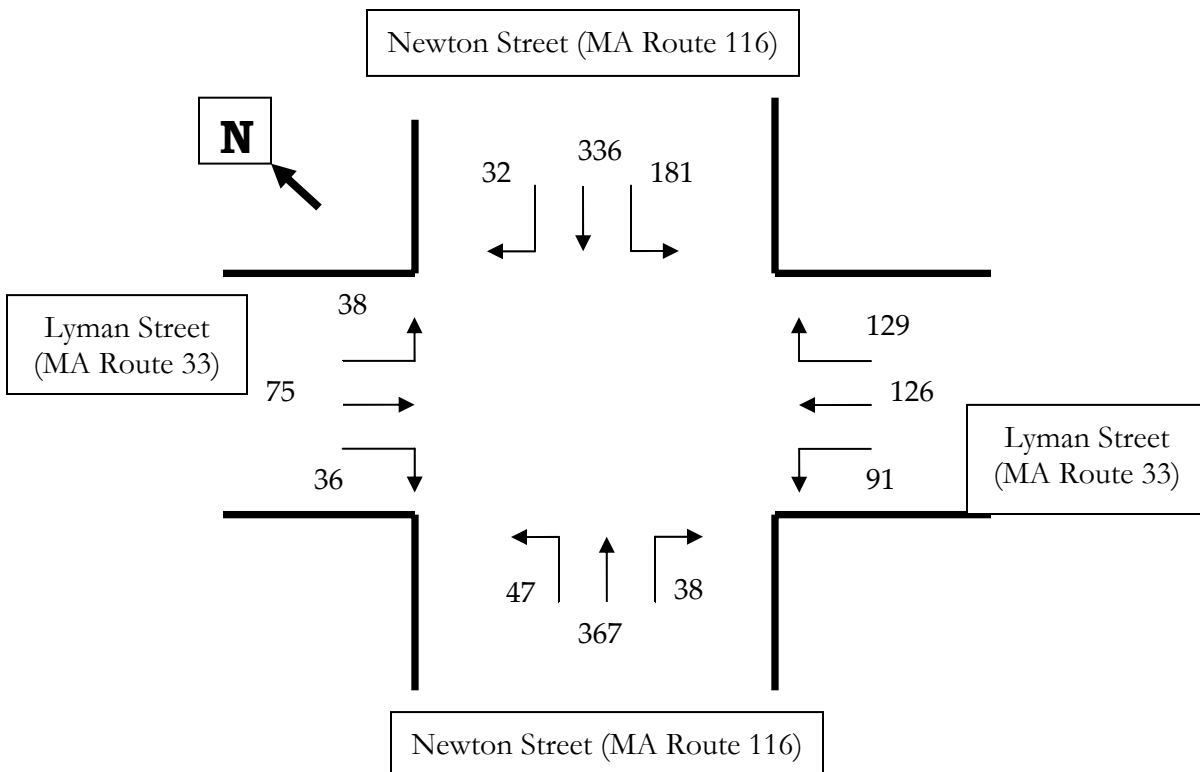 Newton Street (MA Route 116)
N
336
32
181
38
129
Lyman Street
(MA Route 33)
75
126
Lyman Street
(MA Route 33)
36
91
47
38
367
Newton Street (MA Route 116)